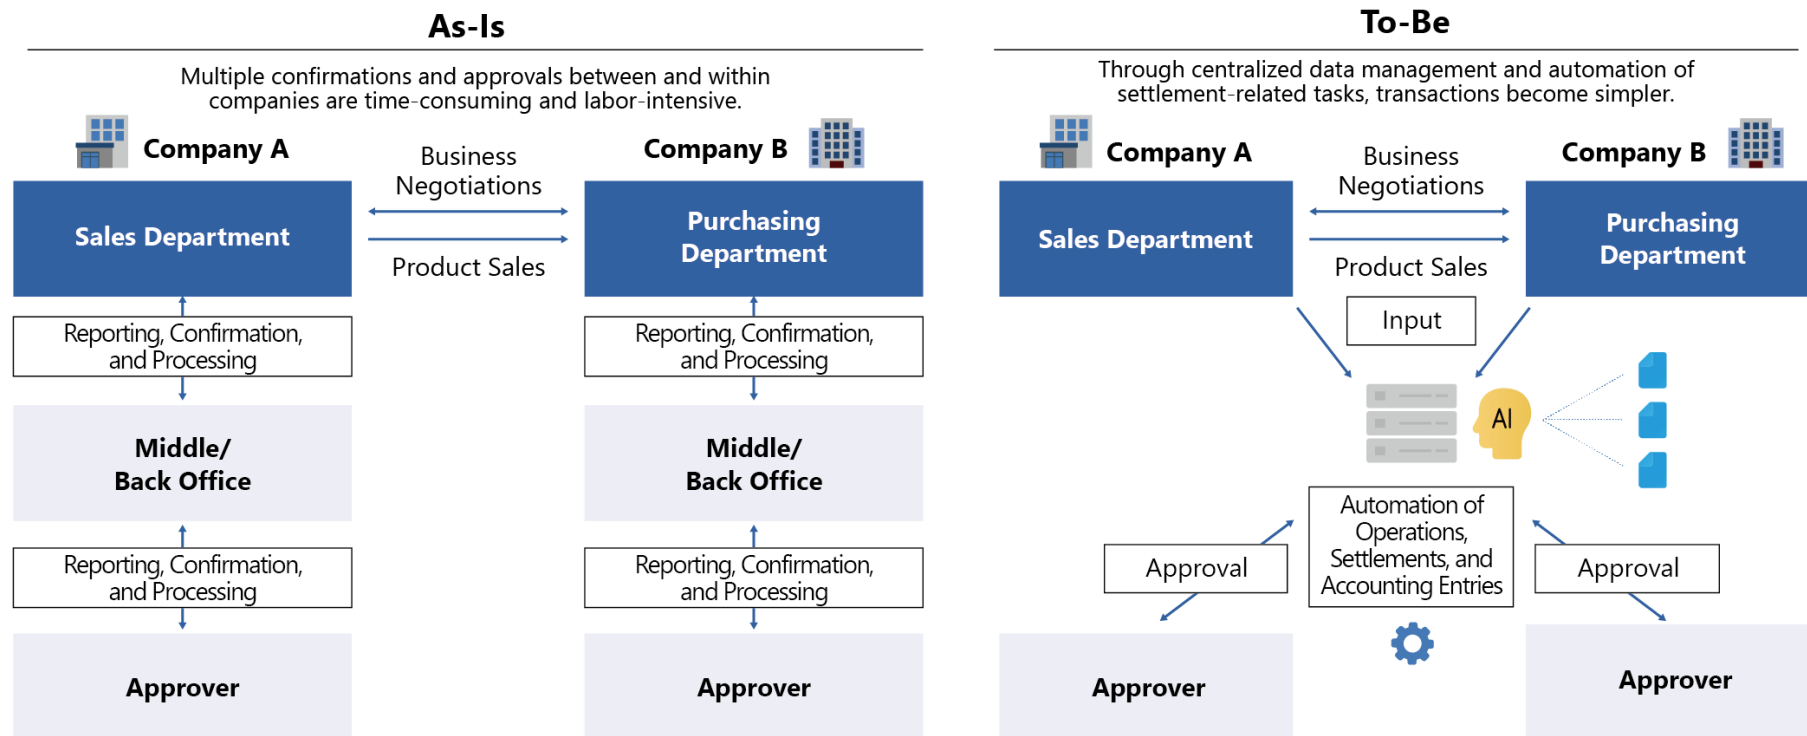 As-Is
Multiple confirmations and approvals between and within
companies are time-consuming and labor-intensive.
Company A
Business
Negotiations
Company B
Sales Department
Purchasing
Department
Product Sales
Reporting, Confirmation,
and Processing
Reporting, Confirmation,
and Processing
Middle/
Back Office
Middle/
Back Office
Reporting, Confirmation,
and Processing
Reporting, Confirmation,
and Processing
Approver
Approver
To-Be
Through centralized data management and automation of
settlement-related tasks, transactions become simpler.
Company A
Business
Negotiations
Company B
Sales Department
Purchasing
Department
Product Sales
Input
AI
Automation of
Operations,
Settlements, and
Accounting Entries
Approval
Approval
Approver
Approver